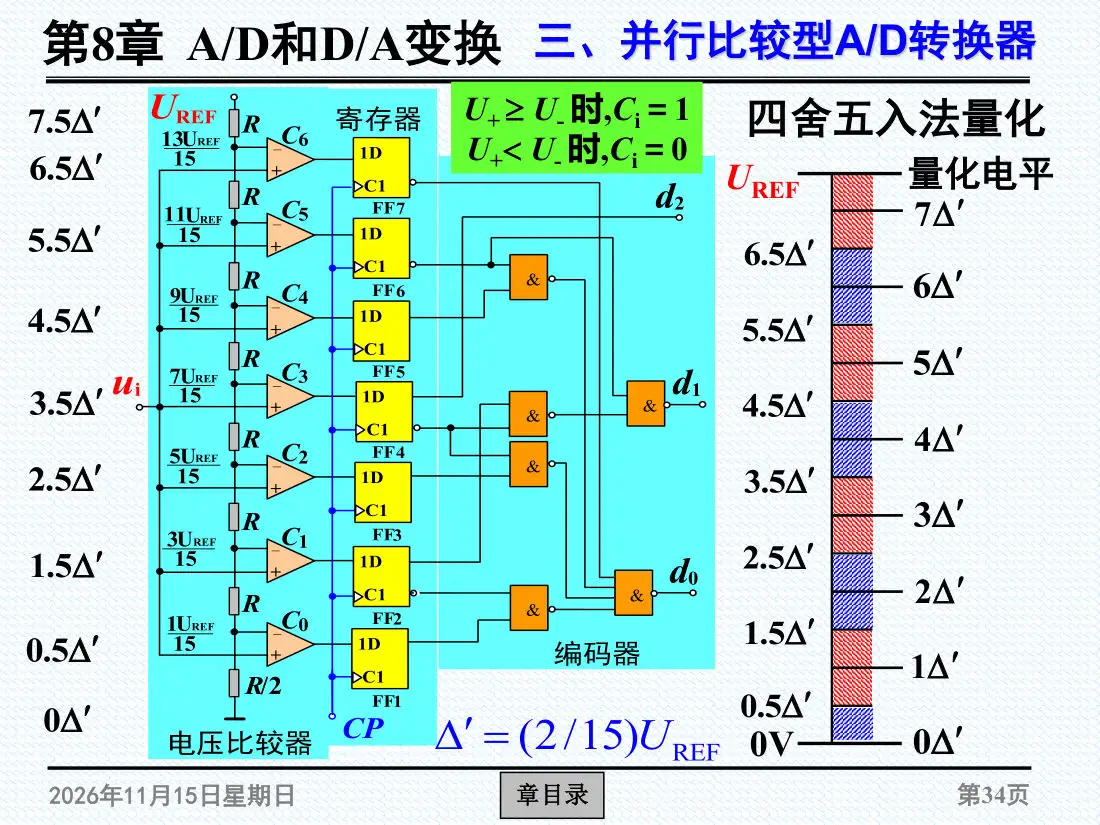 第8章 A/D和D/A变换
三、并行比较型A/D转换器
7.5Δ′
6.5Δ′
5.5Δ′
4.5Δ′
3.5Δ′
2.5Δ′
1.5Δ′
0.5Δ′
0Δ′
ui
UREF
R
13UREF
15
R
11UREF
15
R
9UREF
15
R
7UREF
15
R
5UREF
15
R
3UREF
15
R
1UREF
15
R/2
电压比较器
C6
− +
C5
− +
C4
− +
C3
− +
C2
− +
C1
− +
C0
− +
寄存器
1D
C1
FF7
1D
C1
FF6
1D
C1
FF5
1D
C1
FF4
1D
C1
FF3
1D
C1
FF2
1D
C1
FF1
CP
U+ ≥ U- 时,Ci = 1
U+< U- 时,Ci = 0
d2
&
&
&
&
d1
&
&
d0
编码器
Δ′ = (2/15)UREF
四舍五入法量化
UREF
量化电平
7Δ′
6.5Δ′
6Δ′
5.5Δ′
5Δ′
4.5Δ′
4Δ′
3.5Δ′
3Δ′
2.5Δ′
2Δ′
1.5Δ′
1Δ′
0.5Δ′
0V
0Δ′
2026年11月15日星期日
章目录
第34页